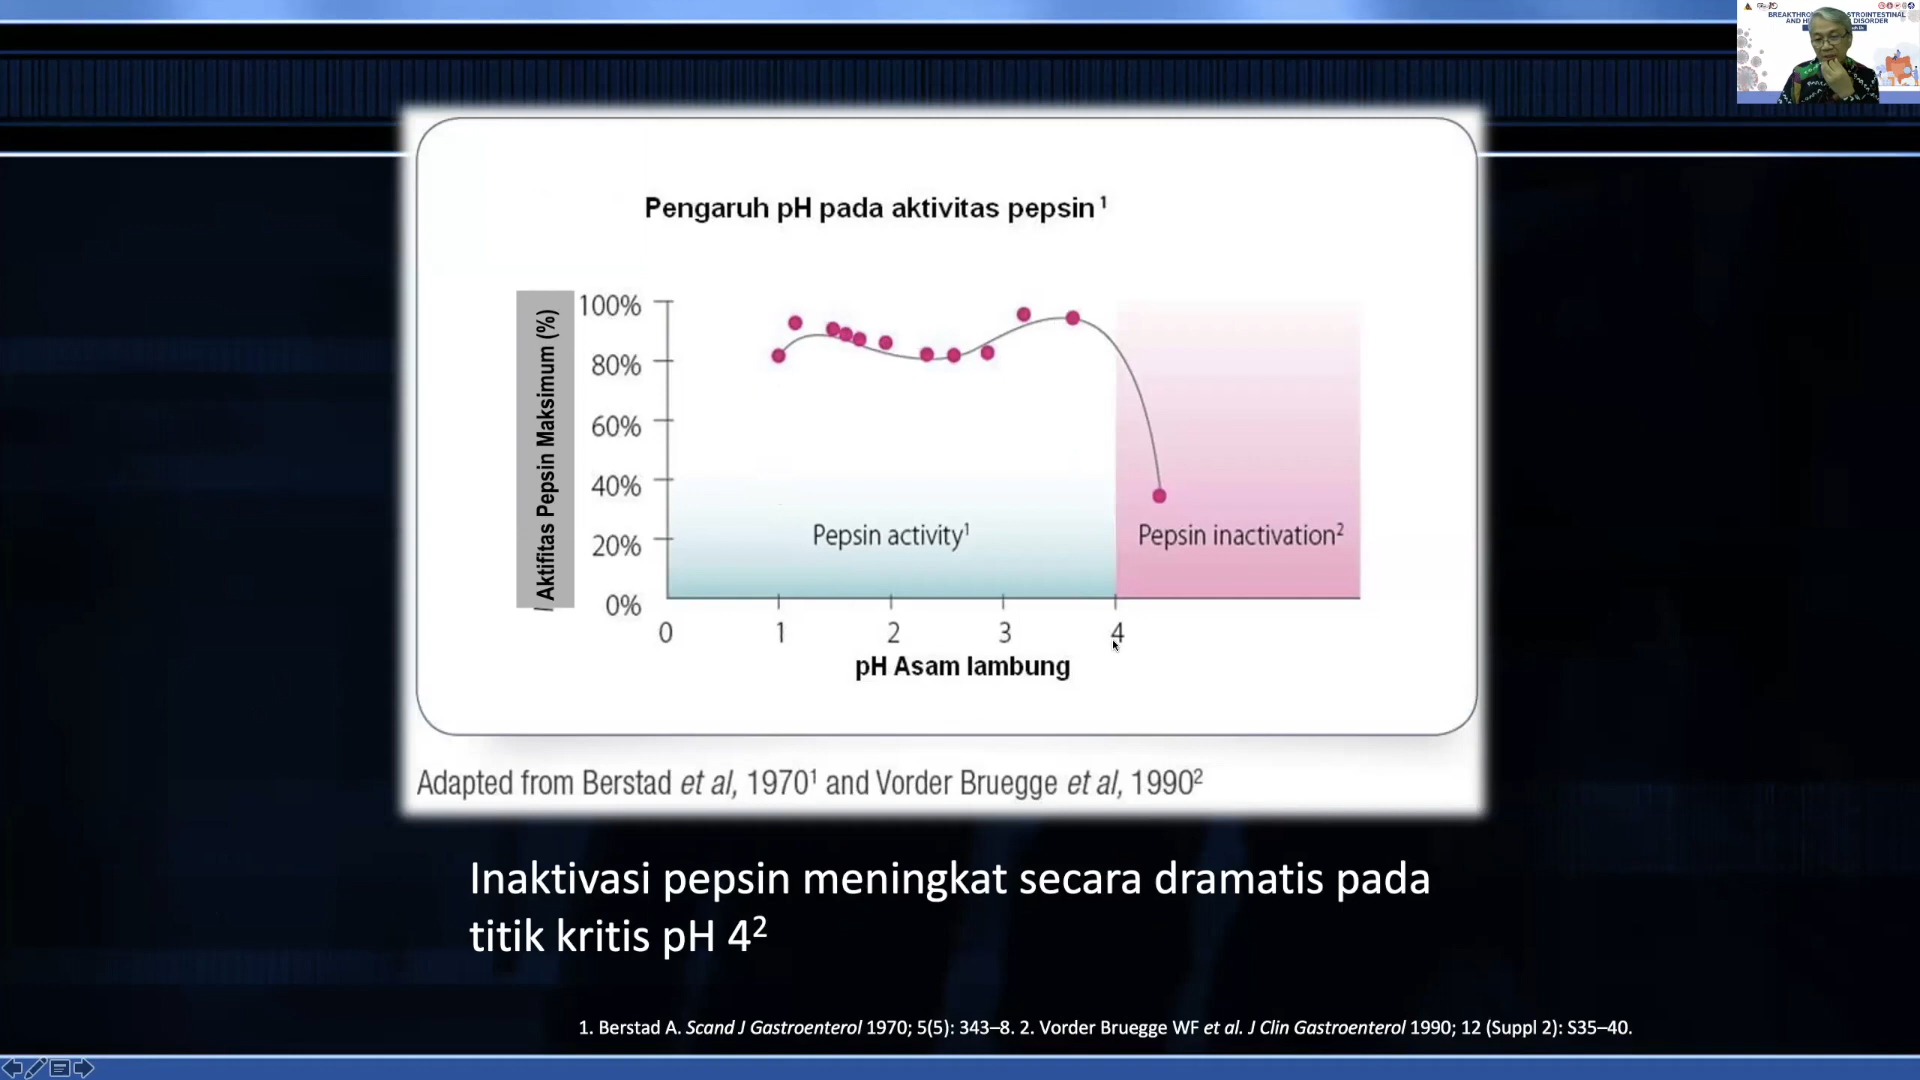 BREAKTHRO
STROINTESTINAL
AND H
DISORDER
Pengaruh pH pada aktivitas pepsin ¹
Aktifitas Pepsin Maksimum (%)
100%
80%
60%
40%
20%
0%
Pepsin activity¹
Pepsin inactivation²
0 1 2 3 4
pH Asam lambung
Adapted from Berstad et al, 1970¹ and Vorder Bruegge et al, 1990²
Inaktivasi pepsin meningkat secara dramatis pada
titik kritis pH 4²
1. Berstad A. Scand J Gastroenterol 1970; 5(5): 343–8. 2. Vorder Bruegge WF et al. J Clin Gastroenterol 1990; 12 (Suppl 2): S35–40.